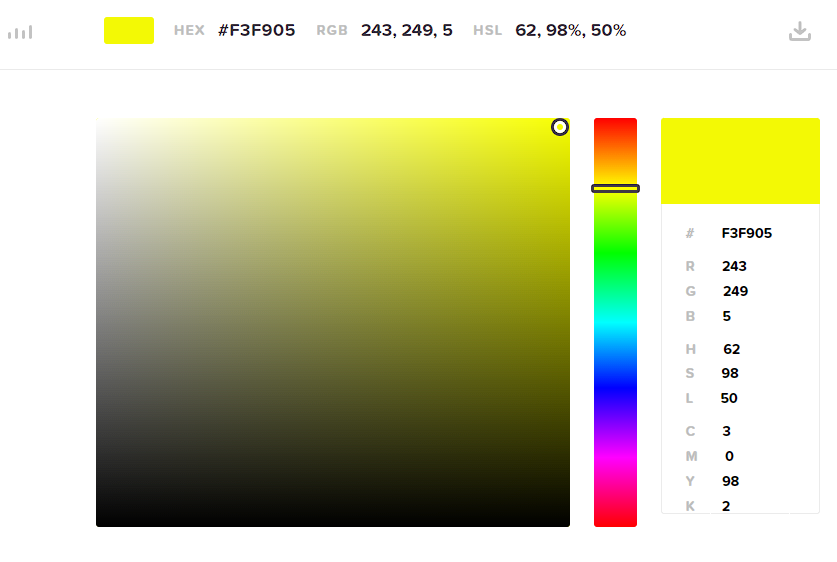 HEX #F3F905 RGB 243, 249, 5 HSL 62, 98%, 50%
# F3F905
R 243
G 249
B 5
H 62
S 98
L 50
C 3
M 0
Y 98
K 2